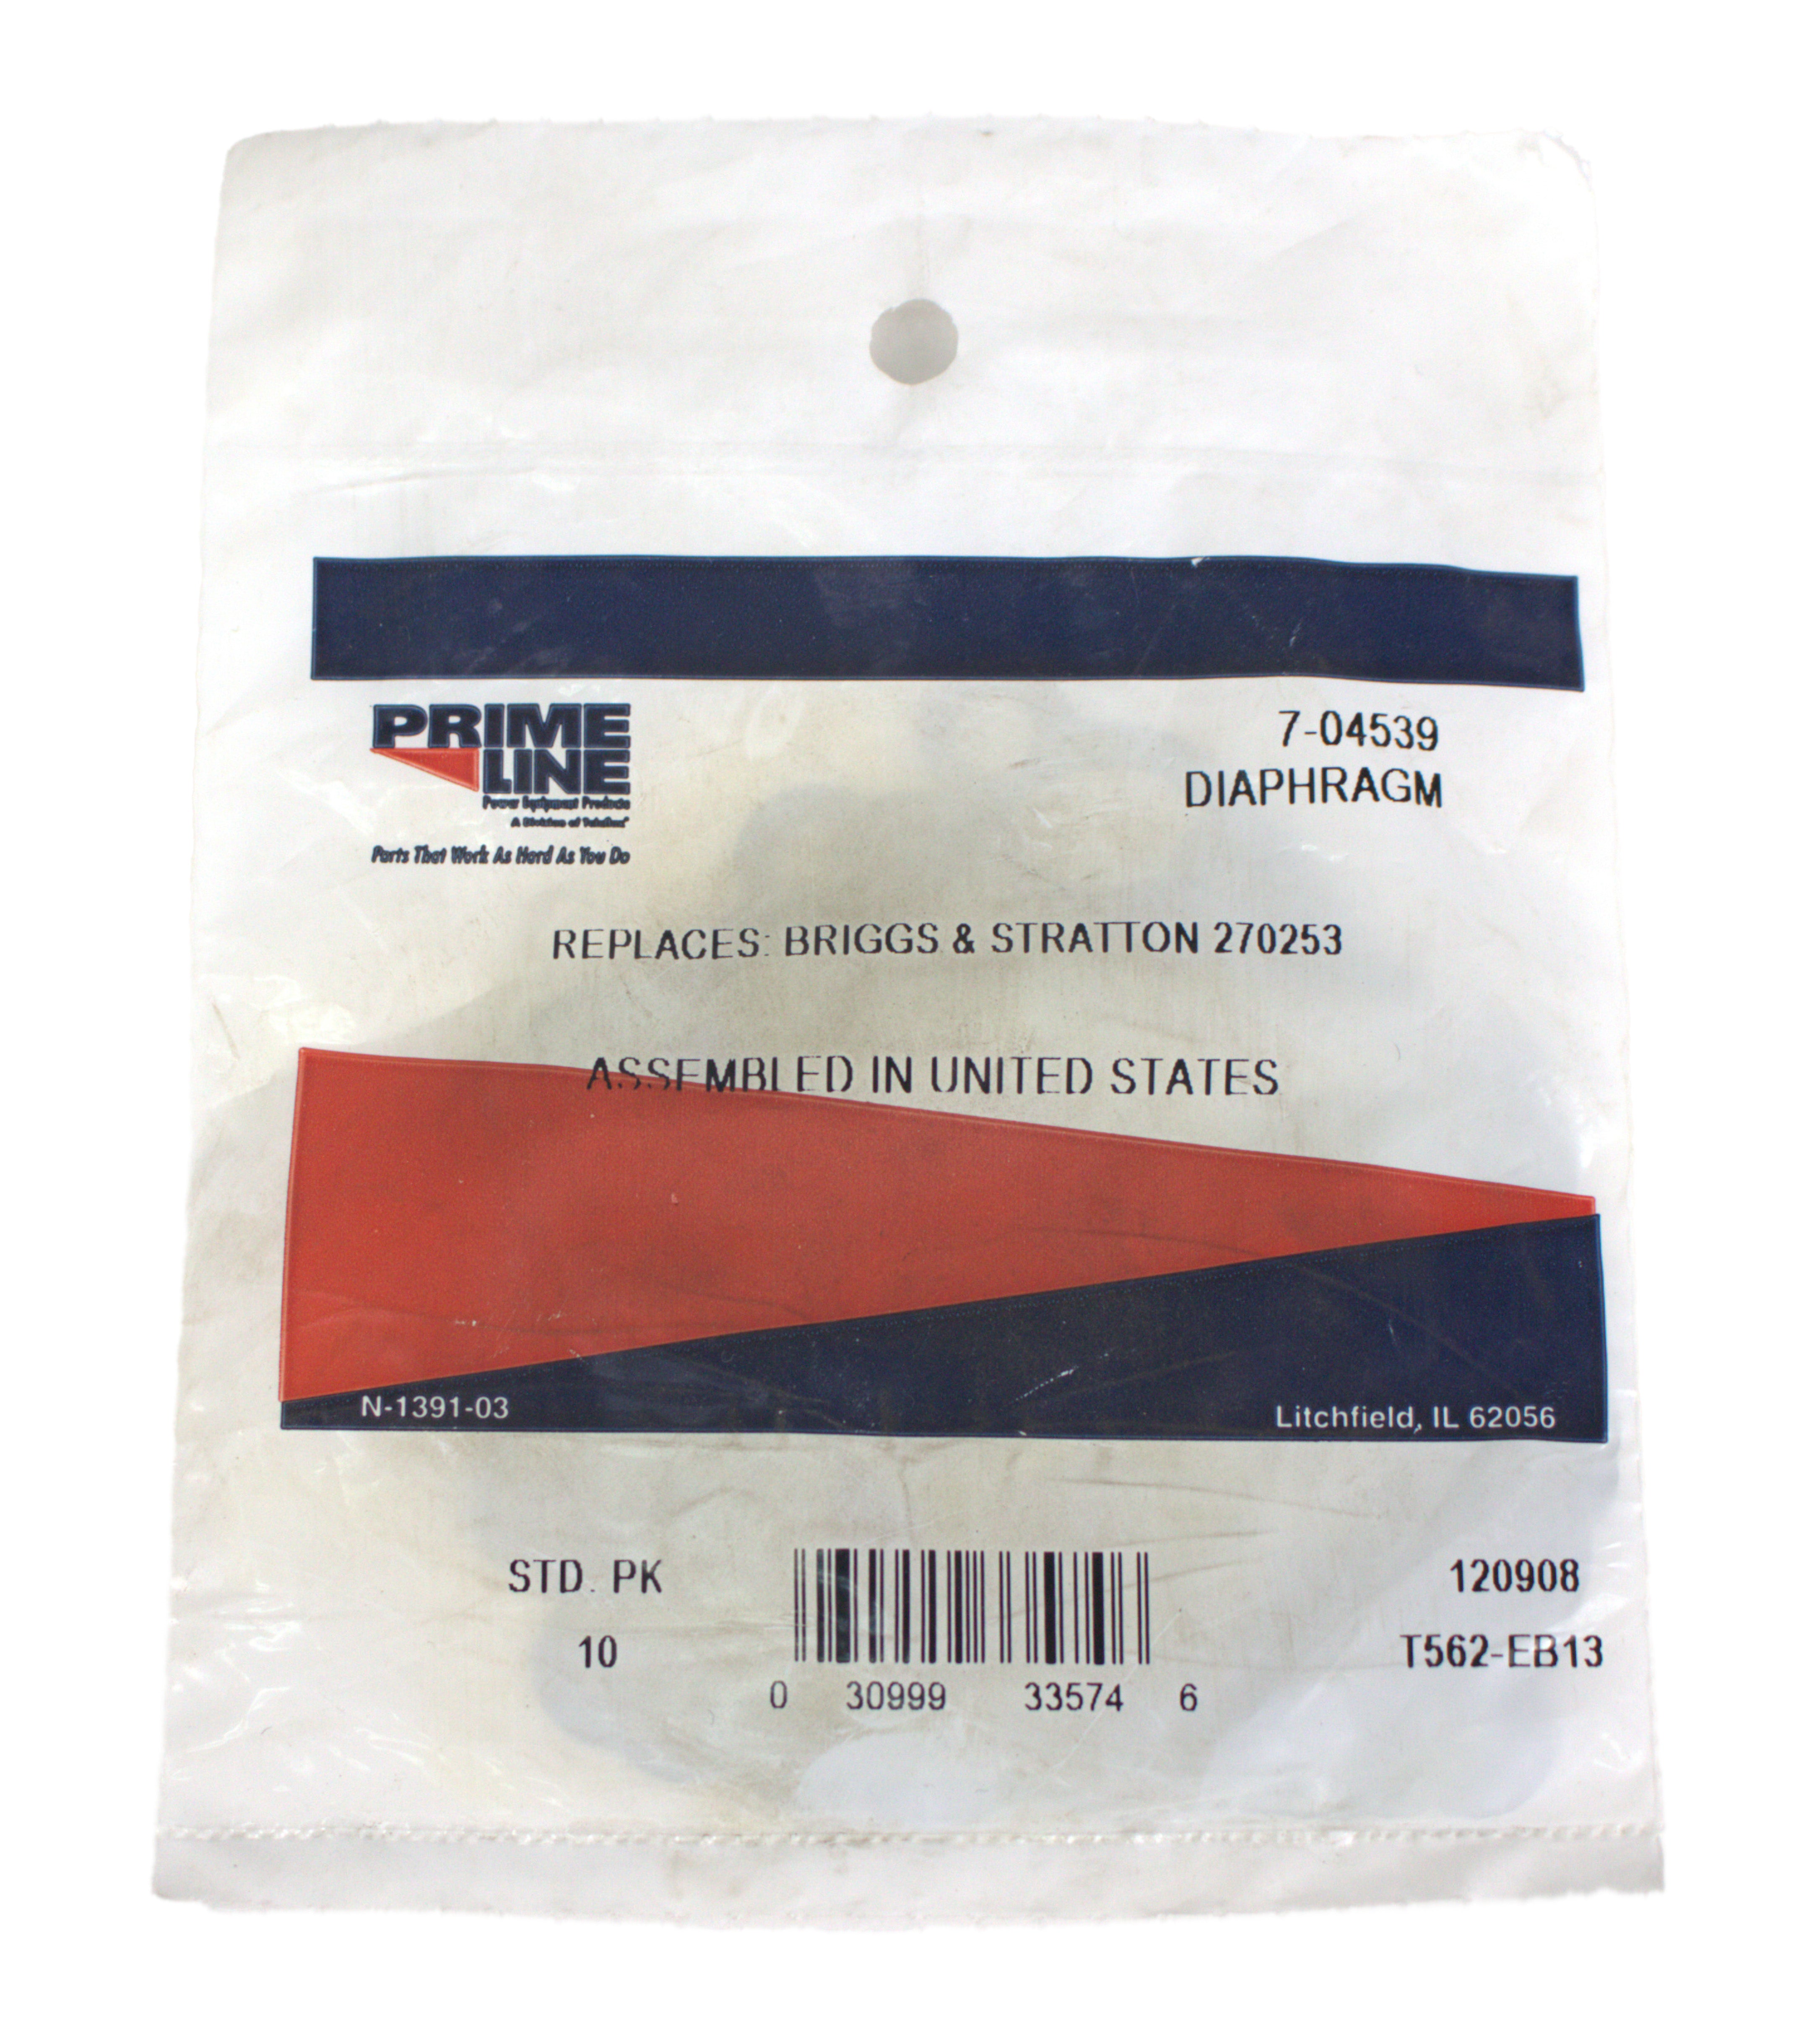 PRIME
LINE
Power Equipment Products
A Division of
Parts That Work As Hard As You Do
7-04539
DIAPHRAGM
REPLACES: BRIGGS & STRATTON 270253
ASSEMBLED IN UNITED STATES
N-1391-03
Litchfield, IL 62056
STD. PK
10
0 30999 33574 6
120908
T562-EB13